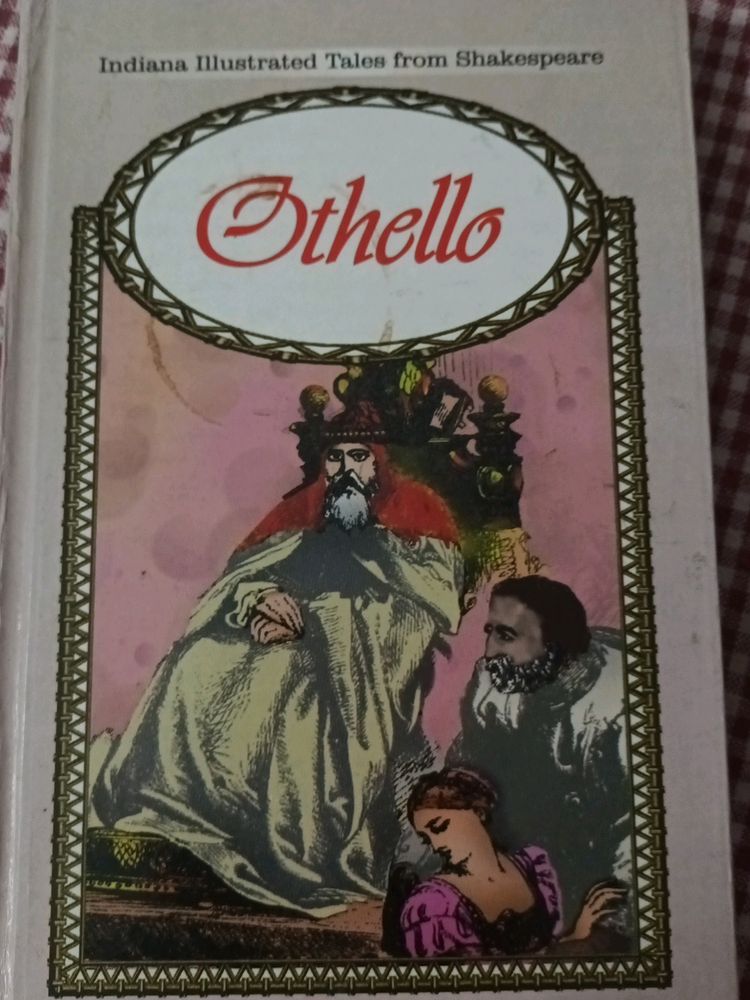 Indiana Illustrated Tales from Shakespeare
Othello